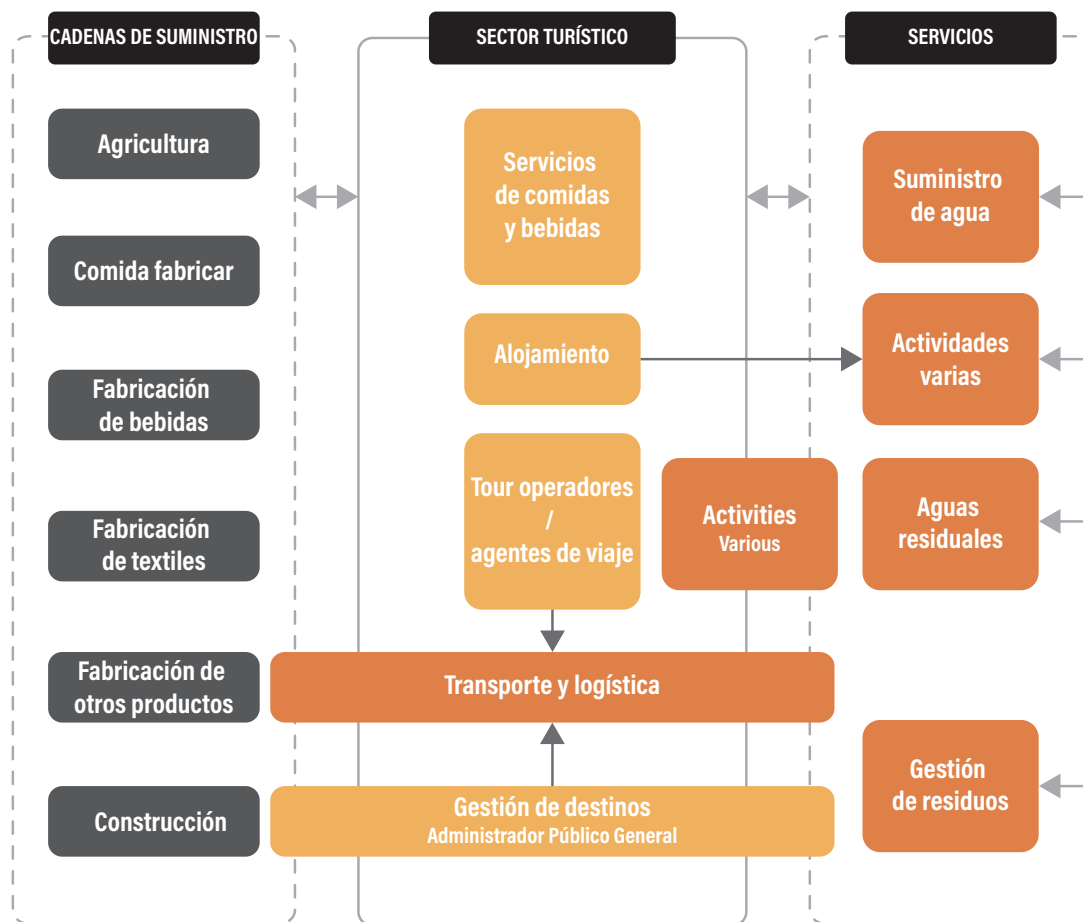 CADENAS DE SUMINISTRO
Agricultura
Comida fabricar
Fabricación
de bebidas
Fabricación
de textiles
Fabricación de
otros productos
Construcción
SECTOR TURÍSTICO
Servicios
de comidas
y bebidas
Alojamiento
Tour operadores
/
agentes de viaje
Activities
Various
Transporte y logística
Gestión de destinos
Administrador Público General
SERVICIOS
Suministro
de agua
Actividades
varias
Aguas
residuales
Gestión
de residuos